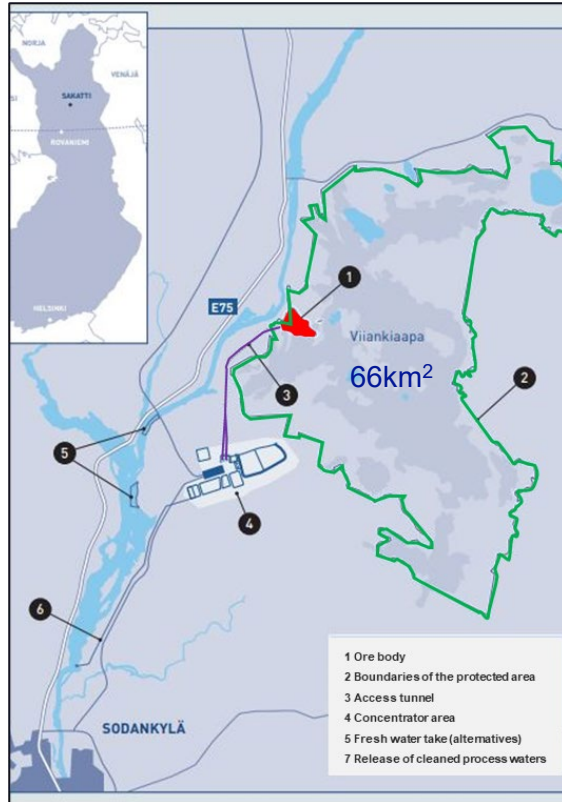 NORJA
VENÄJÄ
SI
SAKATTI
ROVANIEMI
HELSINKI
E75
1
Viiankiaapa
66km²
2
3
5
4
6
SODANKYLÄ
1 Ore body
2 Boundaries of the protected area
3 Access tunnel
4 Concentrator area
5 Fresh water take (alternatives)
7 Release of cleaned process waters